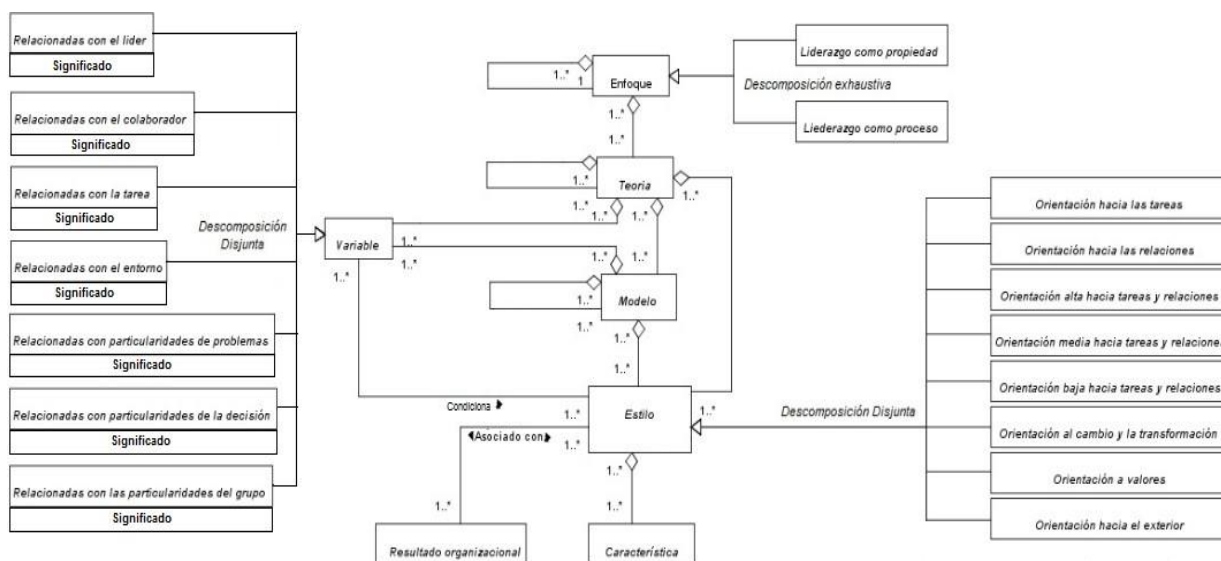 Relacionadas con el lider
Significado
Relacionadas con el colaborador
Significado
Relacionadas con la tarea
Significado
Relacionadas con el entorno
Significado
Relacionadas con particularidades de problemas
Significado
Relacionadas con particularidades de la decisión
Significado
Relacionadas con las particularidades del grupo
Significado
Descomposición
Disjunta
Variable
1..*
1..*
1..*
Enfoque
1..*
1
1..*
1..*
Liderazgo como propiedad
Descomposición exhaustiva
Liederazgo como proceso
Teoría
1..*
1..*
1..*
1..*
1..*
Modelo
1..*
1..*
1..*
1..*
1..*
1..*
Condiciona
Estilo
1..*
1..*
1..*
Asociado con
1..*
1..*
1..*
Resultado organizacional
Característica
Descomposición Disjunta
Orientación hacia las tareas
Orientación hacia las relaciones
Orientación alta hacia tareas y relaciones
Orientación media hacia tareas y relaciones
Orientación baja hacia tareas y relaciones
Orientación al cambio y la transformación
Orientación a valores
Orientación hacia el exterior